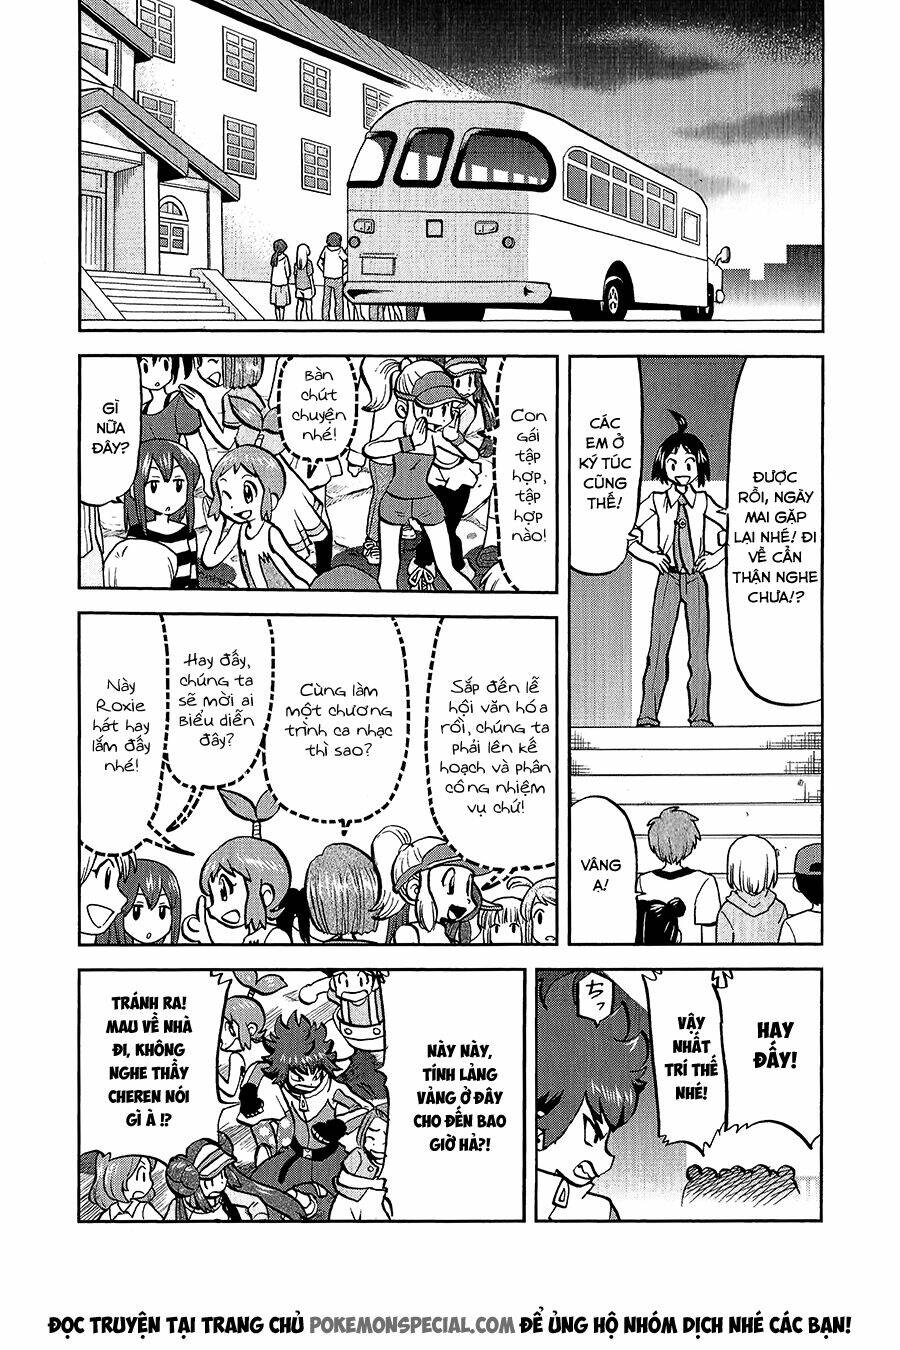 ĐƯỢC
RỒI, NGÀY
MAI GẶP
LẠI NHÉ! ĐI
VỀ CẨN
THẬN NGHE
CHƯA!?
CÁC
EM Ở
KÝ TÚC
CŨNG
THẾ!
VÂNG
Ạ!
Con
gái
tập
hợp,
tập
hợp
nào!
Bàn
chút
chuyện
nhé!
GÌ
NỮA
ĐÂY?
Sắp đến lễ
hội văn hóa
rồi, chúng ta
phải lên kế
hoạch và phân
công nhiệm
vụ chứ!
Cùng làm
một chương
trình ca nhạc
thì sao?
Hay đấy,
chúng ta
sẽ mời ai
biểu diễn
đây?
Này
Roxie
hát hay
lắm đấy
nhé!
HAY
ĐẤY!
VẬY
NHẤT
TRÍ THẾ
NHÉ!
ちっ
NÀY NÀY,
TÍNH LẢNG
VẢNG Ở ĐÂY
CHO ĐẾN BAO
GIỜ HẢ?!
TRÁNH RA!
MAU VỀ NHÀ
ĐI, KHÔNG
NGHE THẦY
CHEREN NÓI
GÌ À !?
ĐỌC TRUYỆN TẠI TRANG CHỦ POKEMONSPECIAL.COM ĐỂ ỦNG HỘ NHÓM DỊCH NHÉ CÁC BẠN!